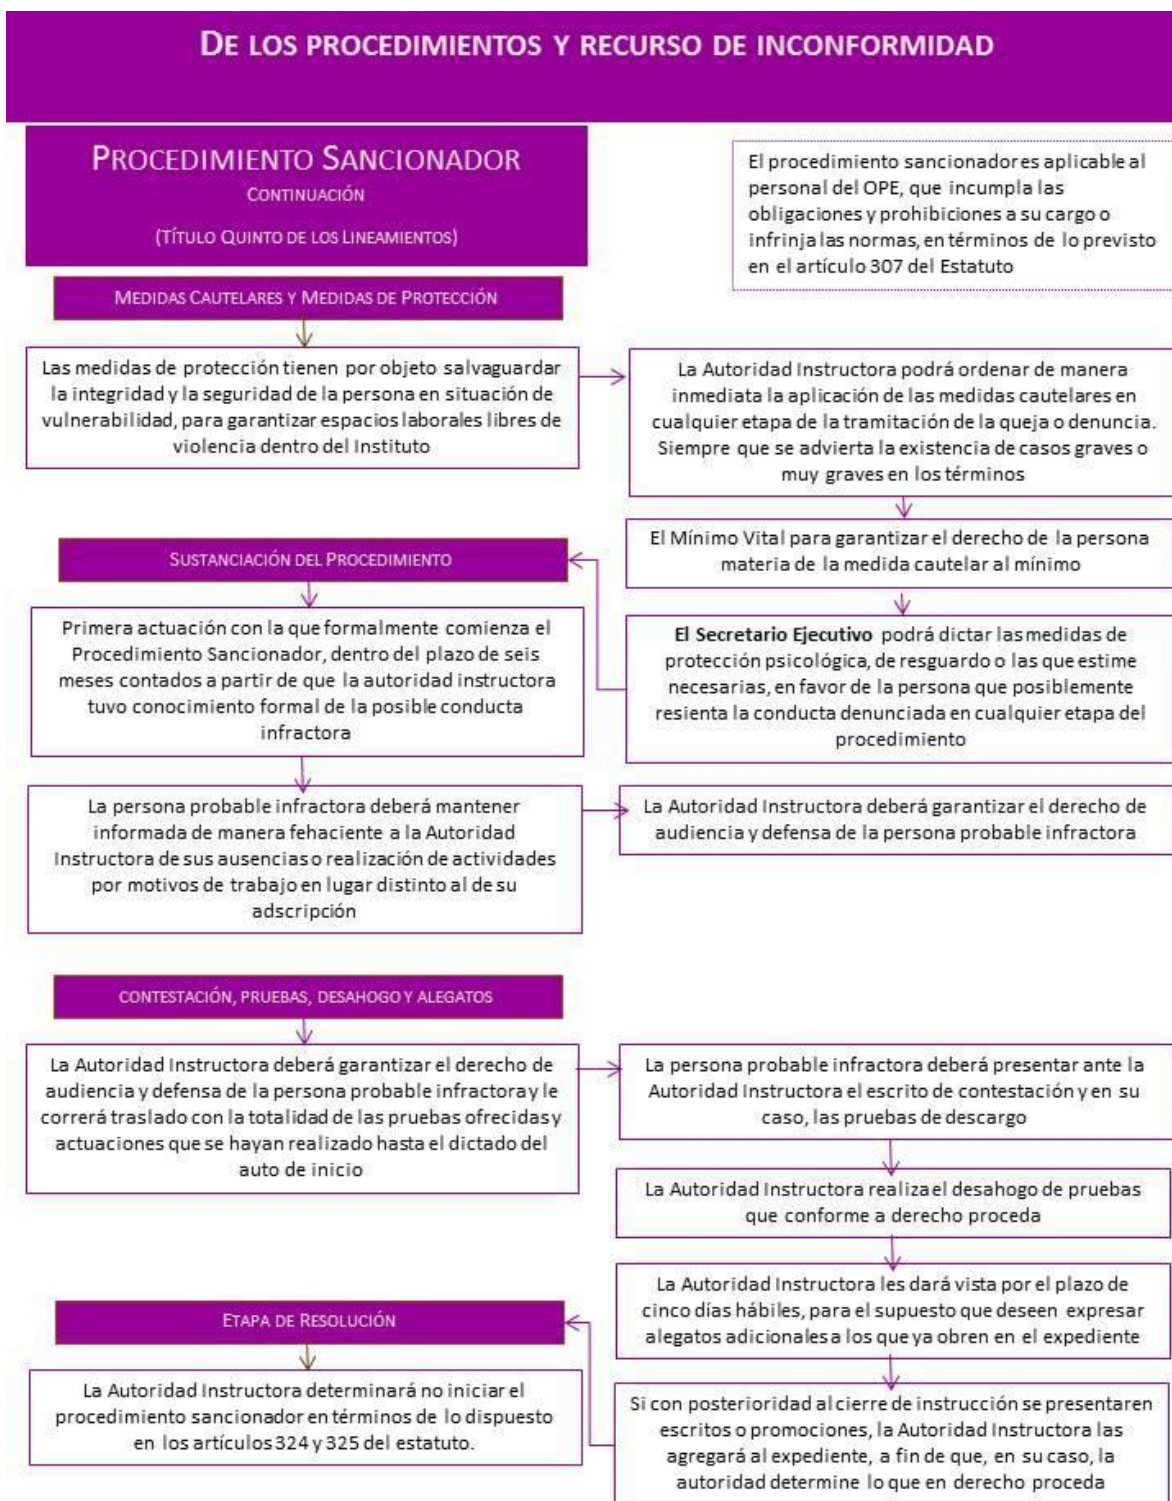 DE LOS PROCEDIMIENTOS Y RECURSO DE INCONFORMIDAD
PROCEDIMIENTO SANCIONADOR
CONTINUACIÓN
(TÍTULO QUINTO DE LOS LINEAMIENTOS)
El procedimiento sancionador es aplicable al
personal del OPE, que incumpla las
obligaciones y prohibiciones a su cargo o
infrinja las normas, en términos de lo previsto
en el artículo 307 del Estatuto
MEDIDAS CAUTELARES Y MEDIDAS DE PROTECCIÓN
Las medidas de protección tienen por objeto salvaguardar
la integridad y la seguridad de la persona en situación de
vulnerabilidad, para garantizar espacios laborales libres de
violencia dentro del Instituto
La Autoridad Instructora podrá ordenar de manera
inmediata la aplicación de las medidas cautelares en
cualquier etapa de la tramitación de la queja o denuncia.
Siempre que se advierta la existencia de casos graves o
muy graves en los términos
El Mínimo Vital para garantizar el derecho de la persona
materia de la medida cautelar al mínimo
El Secretario Ejecutivo podrá dictar las medidas de
protección psicológica, de resguardo o las que estime
necesarias, en favor de la persona que posiblemente
resienta la conducta denunciada en cualquier etapa del
procedimiento
SUSTANCIACIÓN DEL PROCEDIMIENTO
Primera actuación con la que formalmente comienza el
Procedimiento Sancionador, dentro del plazo de seis
meses contados a partir de que la autoridad instructora
tuvo conocimiento formal de la posible conducta
infractora
La persona probable infractora deberá mantener
informada de manera fehaciente a la Autoridad
Instructora de sus ausencias o realización de actividades
por motivos de trabajo en lugar distinto al de su
adscripción
La Autoridad Instructora deberá garantizar el derecho de
audiencia y defensa de la persona probable infractora
CONTESTACIÓN, PRUEBAS, DESAHOGO Y ALEGATOS
La Autoridad Instructora deberá garantizar el derecho de
audiencia y defensa de la persona probable infractora y le
correrá traslado con la totalidad de las pruebas ofrecidas y
actuaciones que se hayan realizado hasta el dictado del
auto de inicio
La persona probable infractora deberá presentar ante la
Autoridad Instructora el escrito de contestación y en su
caso, las pruebas de descargo
La Autoridad Instructora realiza el desahogo de pruebas
que conforme a derecho proceda
La Autoridad Instructora les dará vista por el plazo de
cinco días hábiles, para el supuesto que deseen expresar
alegatos adicionales a los que ya obren en el expediente
Si con posterioridad al cierre de instrucción se presentaren
escritos o promociones, la Autoridad Instructora las
agregará al expediente, a fin de que, en su caso, la
autoridad determine lo que en derecho proceda
ETAPA DE RESOLUCIÓN
La Autoridad Instructora determinará no iniciar el
procedimiento sancionador en términos de lo dispuesto
en los artículos 324 y 325 del estatuto.